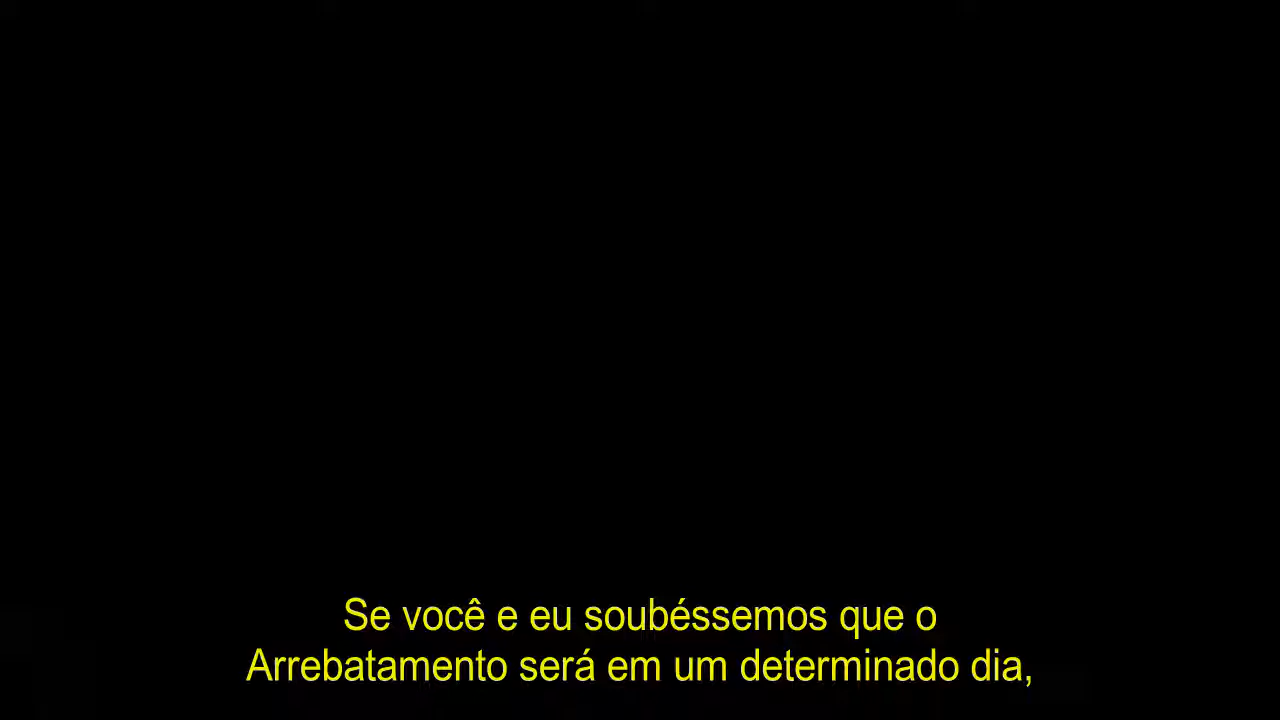 Se você e eu soubéssemos que o
Arrebatamento será em um determinado dia,